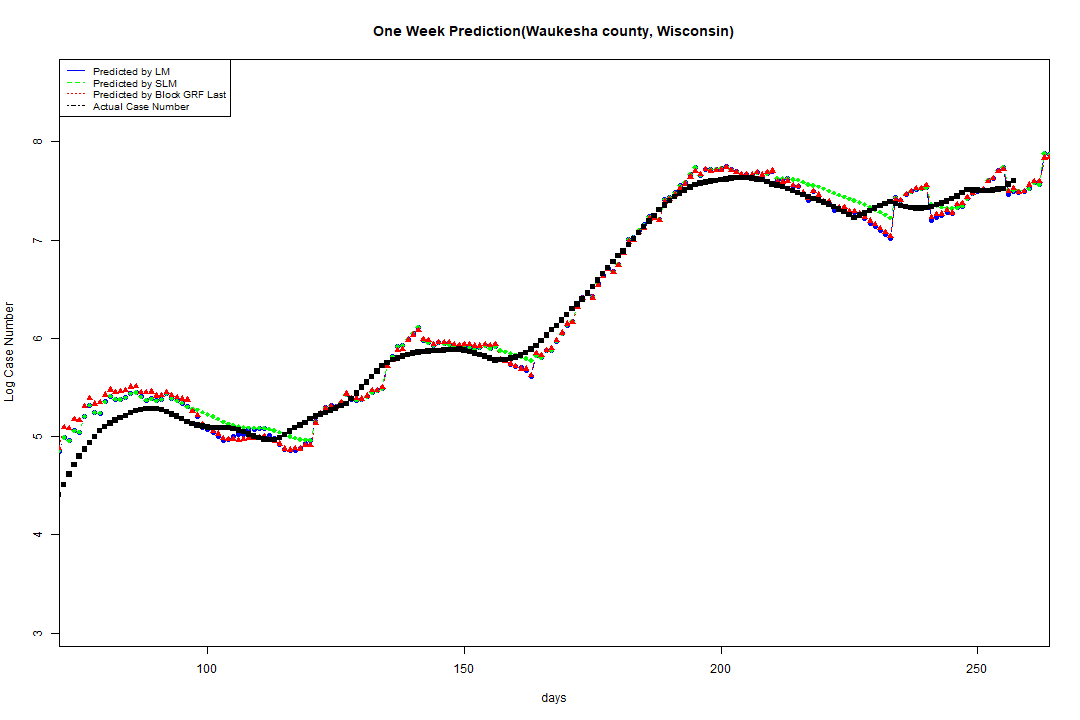 One Week Prediction(Waukesha county, Wisconsin)
Predicted by LM
Predicted by SLM
Predicted by Block GRF Last
Actual Case Number
8
7
6
5
4
3
Log Case Number
100 150 200 250
days